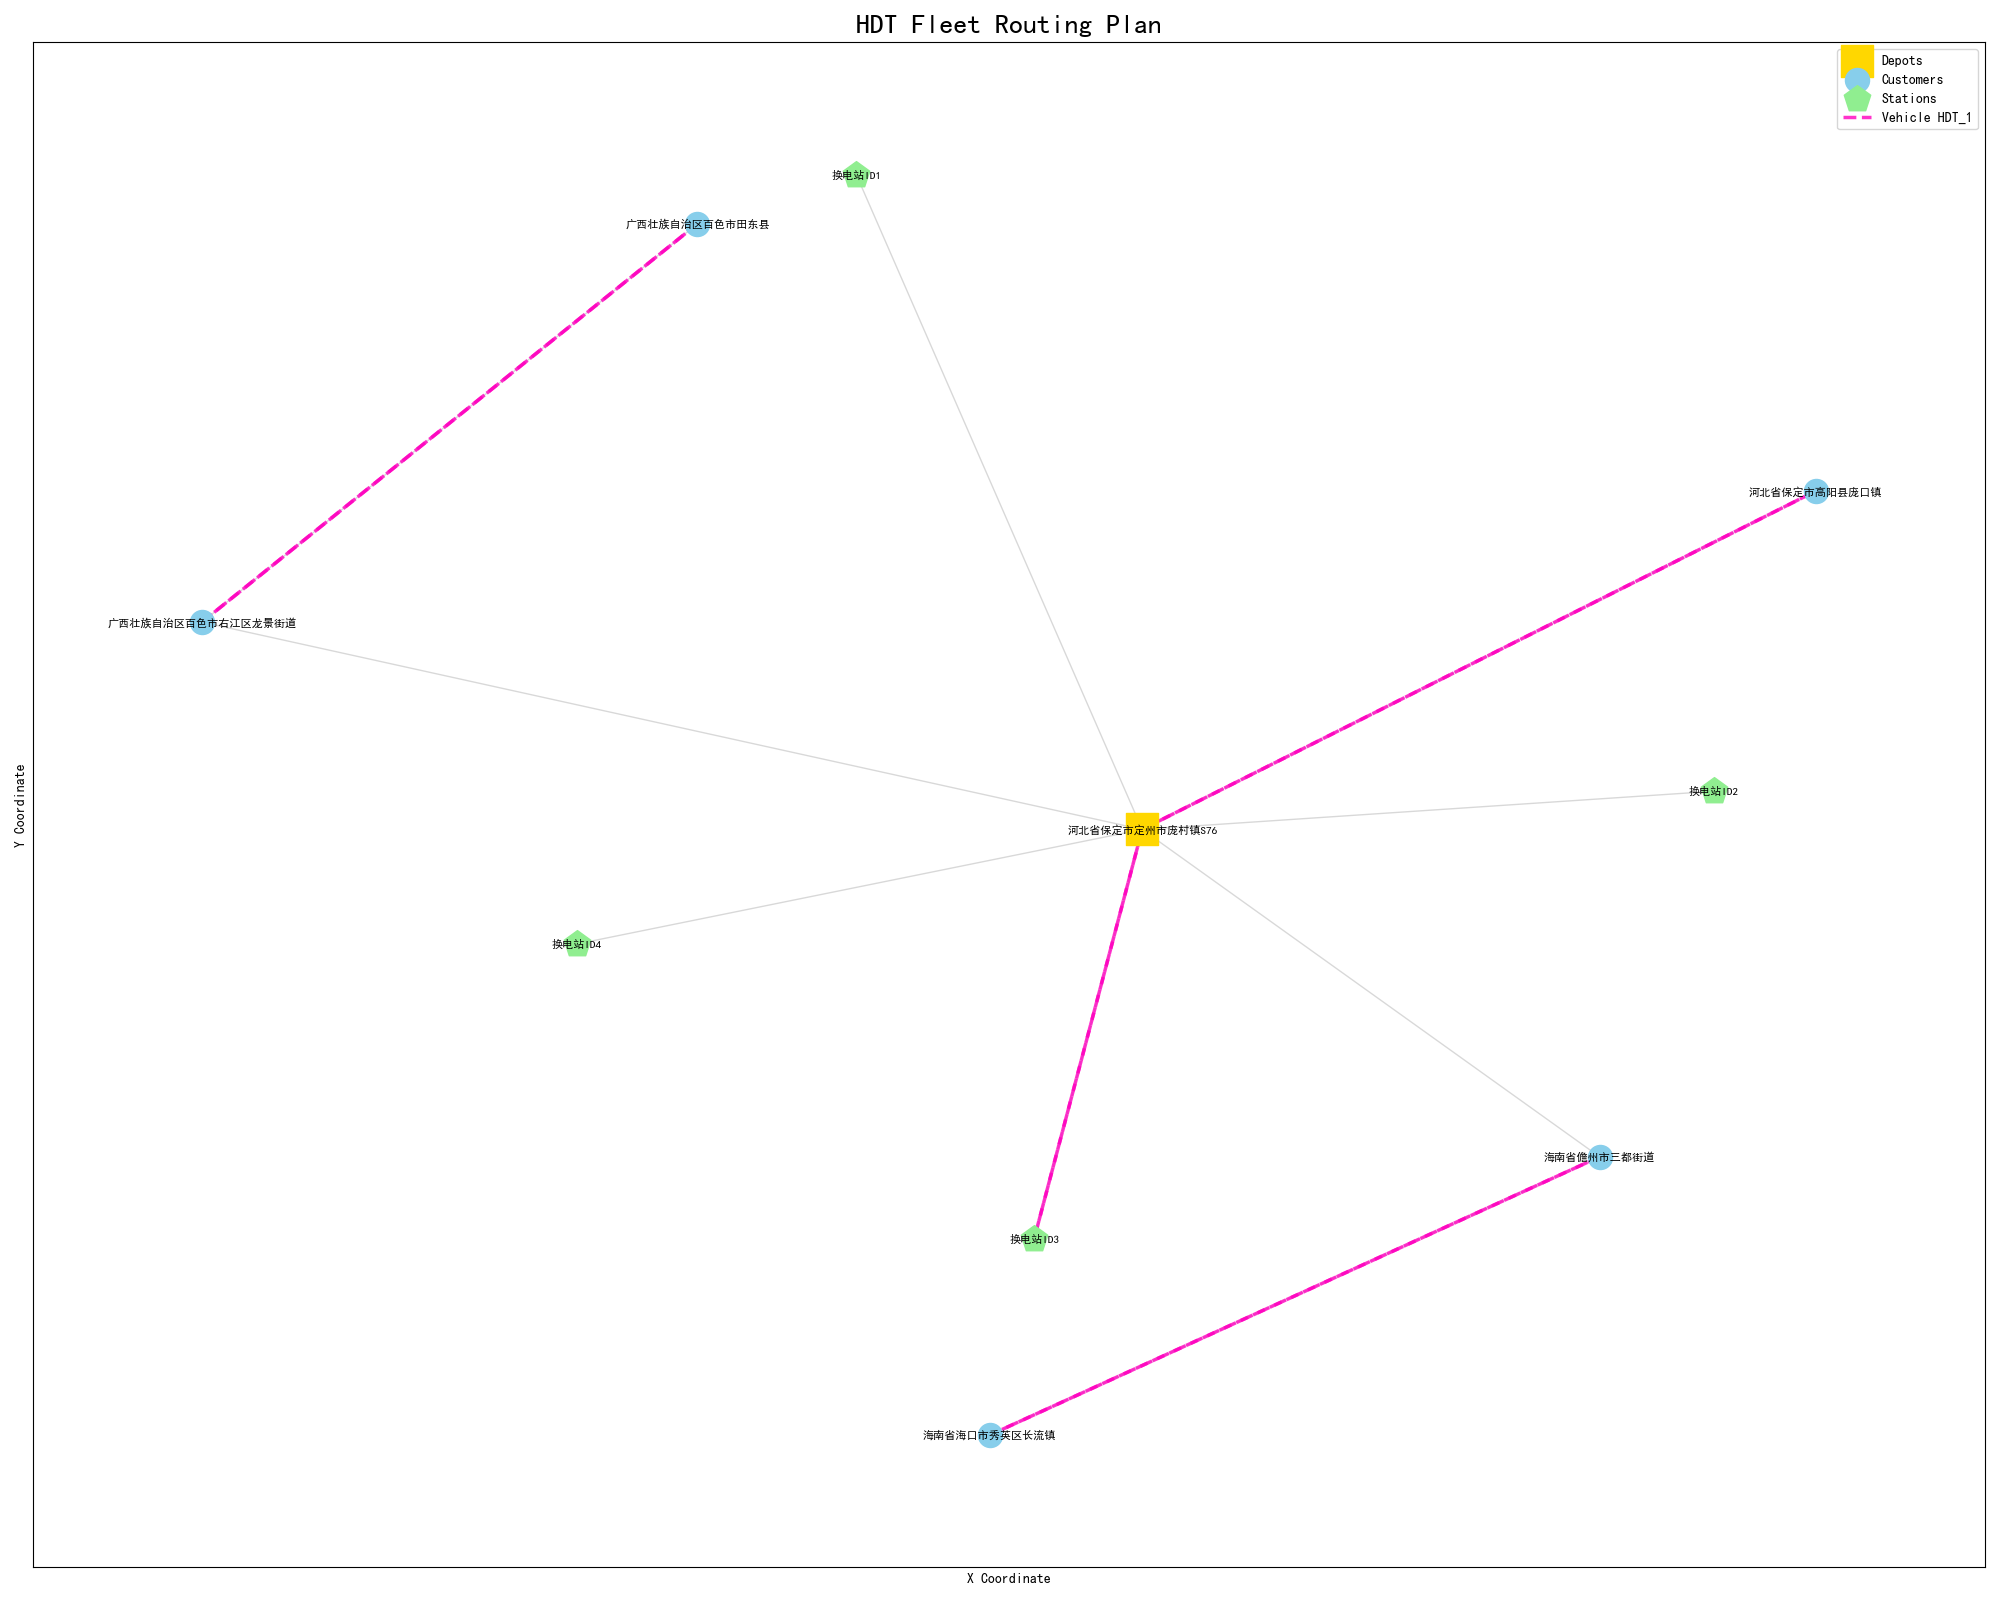 HDT Fleet Routing Plan
Depots
Customers
Stations
Vehicle HDT_1
换电站ID1
广西壮族自治区百色市田东县
河北省保定市高阳县庞口镇
广西壮族自治区百色市右江区龙景街道
换电站ID2
河北省保定市定州市庞村镇S76
换电站ID4
海南省儋州市三都街道
换电站ID3
海南省海口市秀英区长流镇
Y Coordinate
X Coordinate